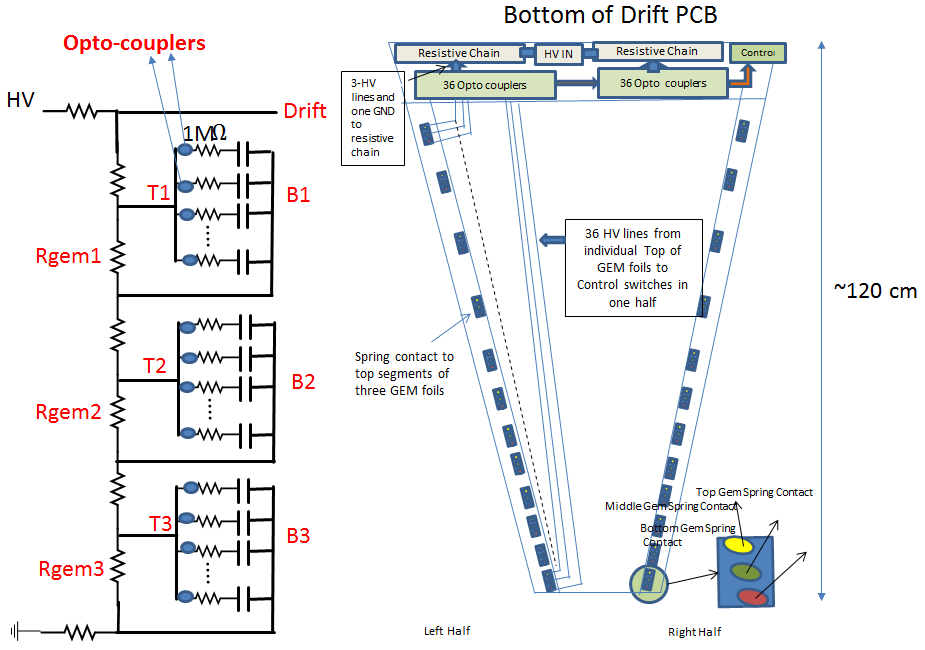 Bottom of Drift PCB
Opto-couplers
HV
Drift
1MΩ
T1
B1
Rgem1
T2
B2
Rgem2
T3
B3
Rgem3
Resistive Chain
HV IN
Resistive Chain
Control
36 Opto couplers
36 Opto couplers
3-HV
lines and
one GND
to
resistive
chain
36 HV lines from
individual Top of
GEM foils to
Control switches in
one half
~120 cm
Spring contact to
top segments of
three GEM foils
Top Gem Spring Contact
Middle Gem Spring Contact
Bottom Gem Spring
Contact
Left Half
Right Half